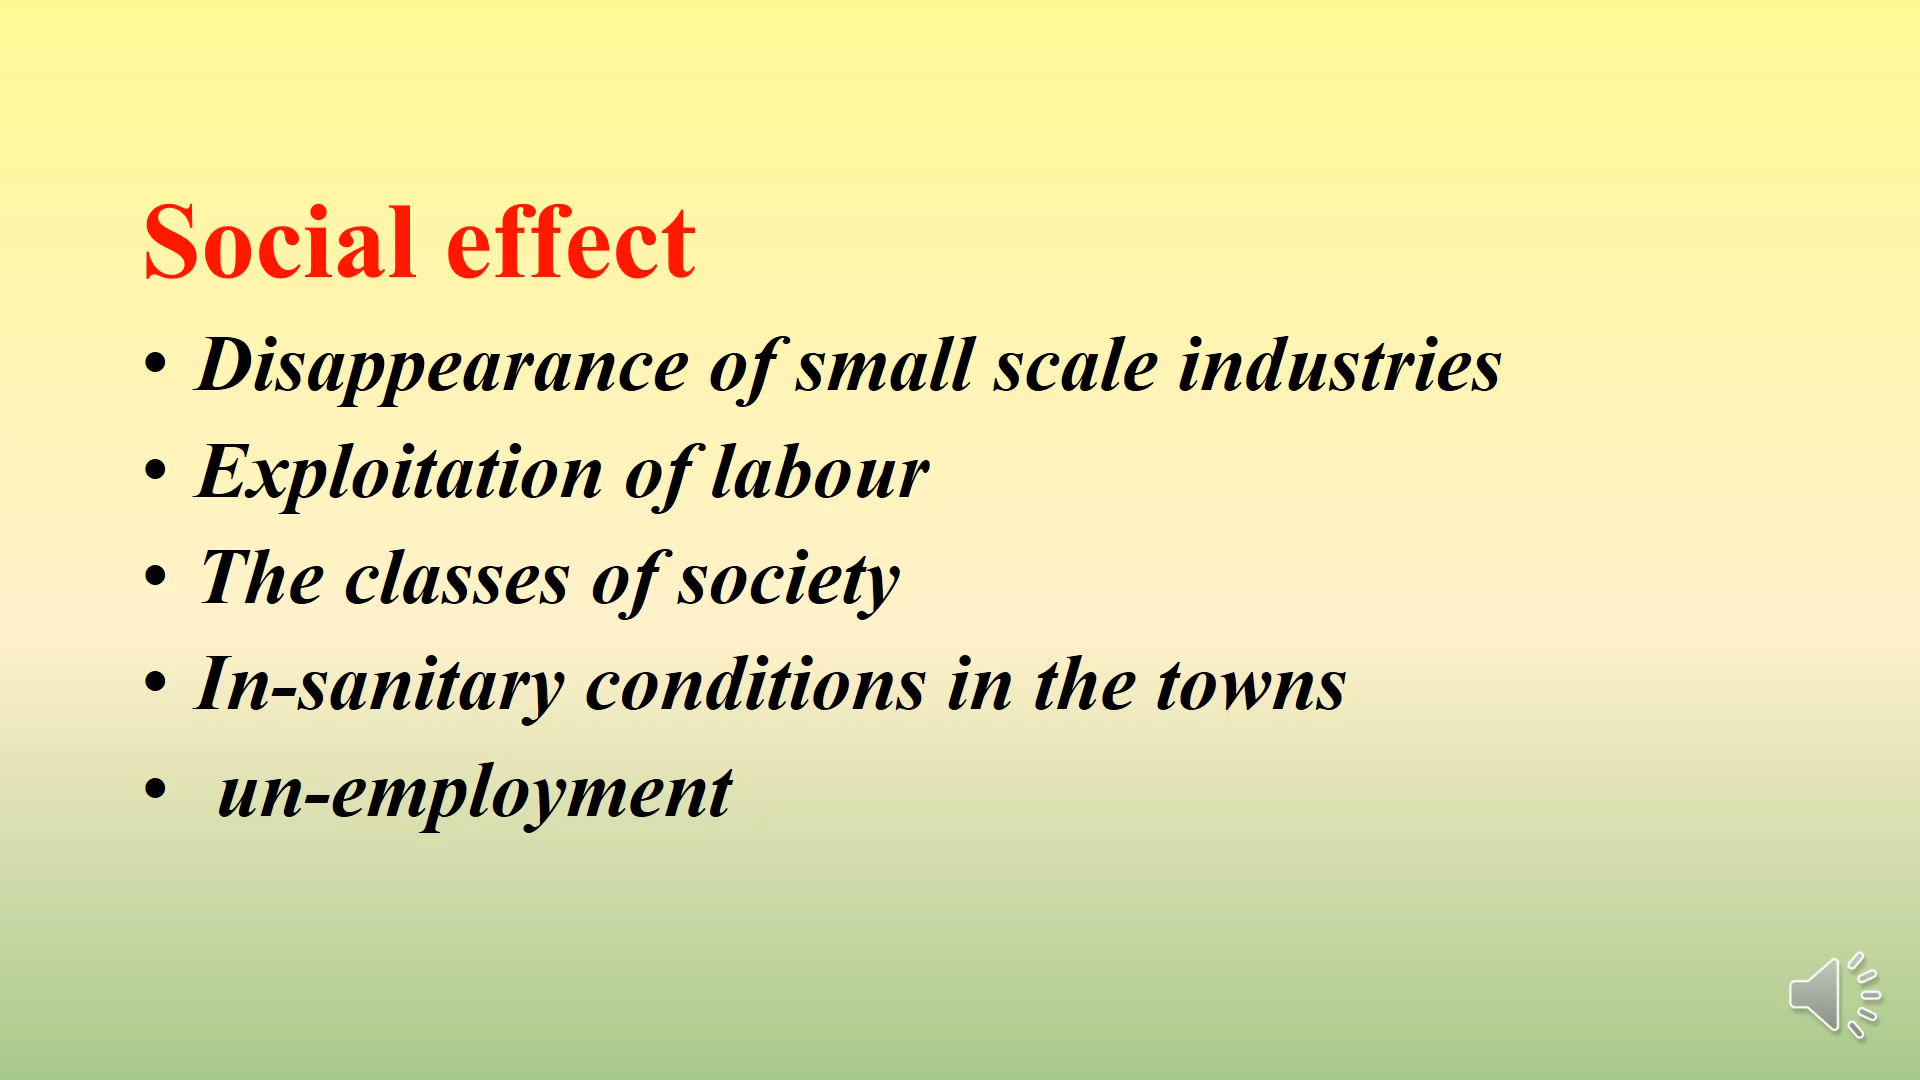 Social effect
• Disappearance of small scale industries
• Exploitation of labour
• The classes of society
• In-sanitary conditions in the towns
• un-employment